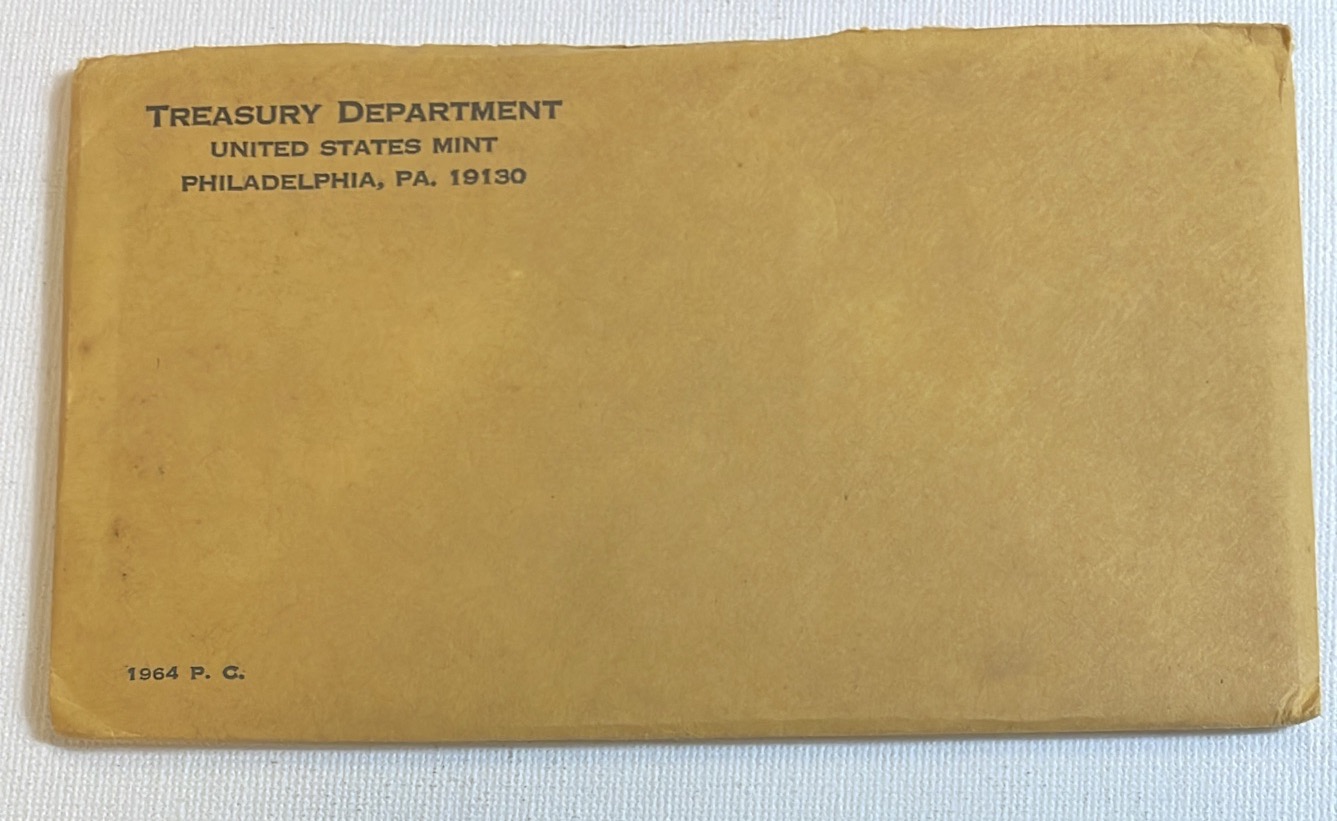 TREASURY DEPARTMENT
UNITED STATES MINT
PHILADELPHIA, PA. 19130
1964 P. C.